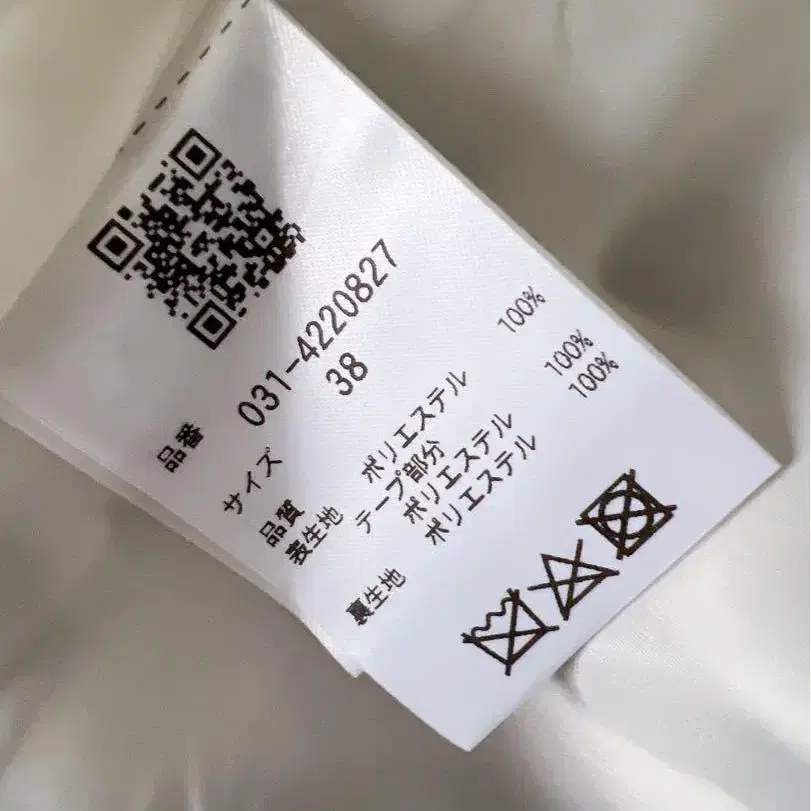 品番 031-4220827
サイズ 38
品質
表生地 ポリエステル 100%
テープ部分
ポリエステル 100%
裏生地 ポリエステル 100%